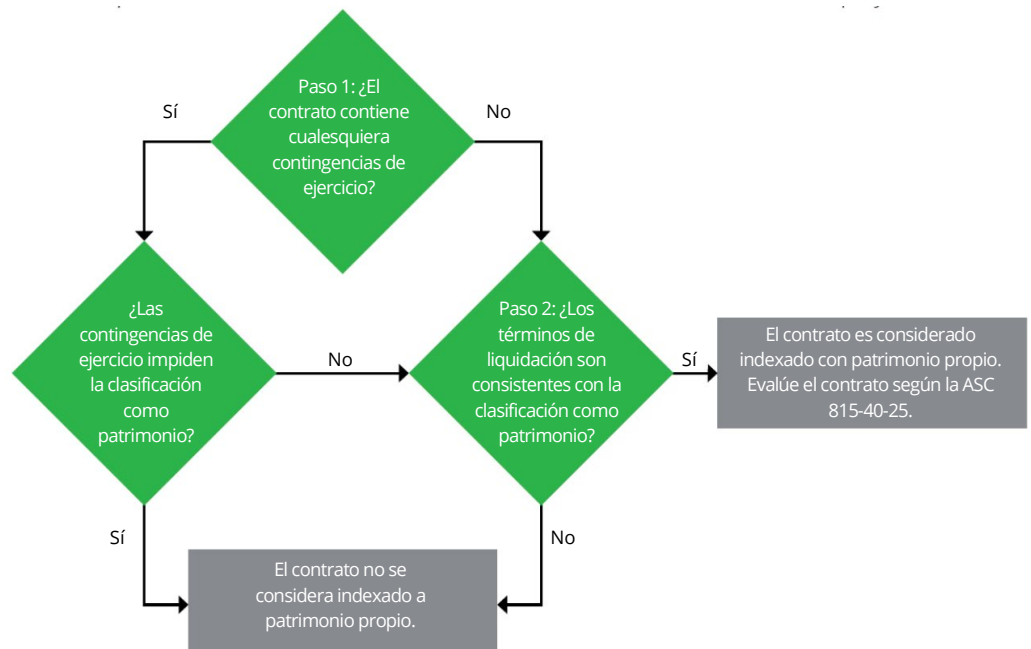 Paso 1: ¿El
contrato contiene
cualesquiera
contingencias de
ejercicio?
Sí
No
¿Las
contingencias de
ejercicio impiden
la clasificación
como
patrimonio?
No
Paso 2: ¿Los
términos de
liquidación son
consistentes con la
clasificación como
patrimonio?
Sí
El contrato es considerado
indexado con patrimonio propio.
Evalúe el contrato según la ASC
815-40-25.
Sí
No
El contrato no se
considera indexado a
patrimonio propio.